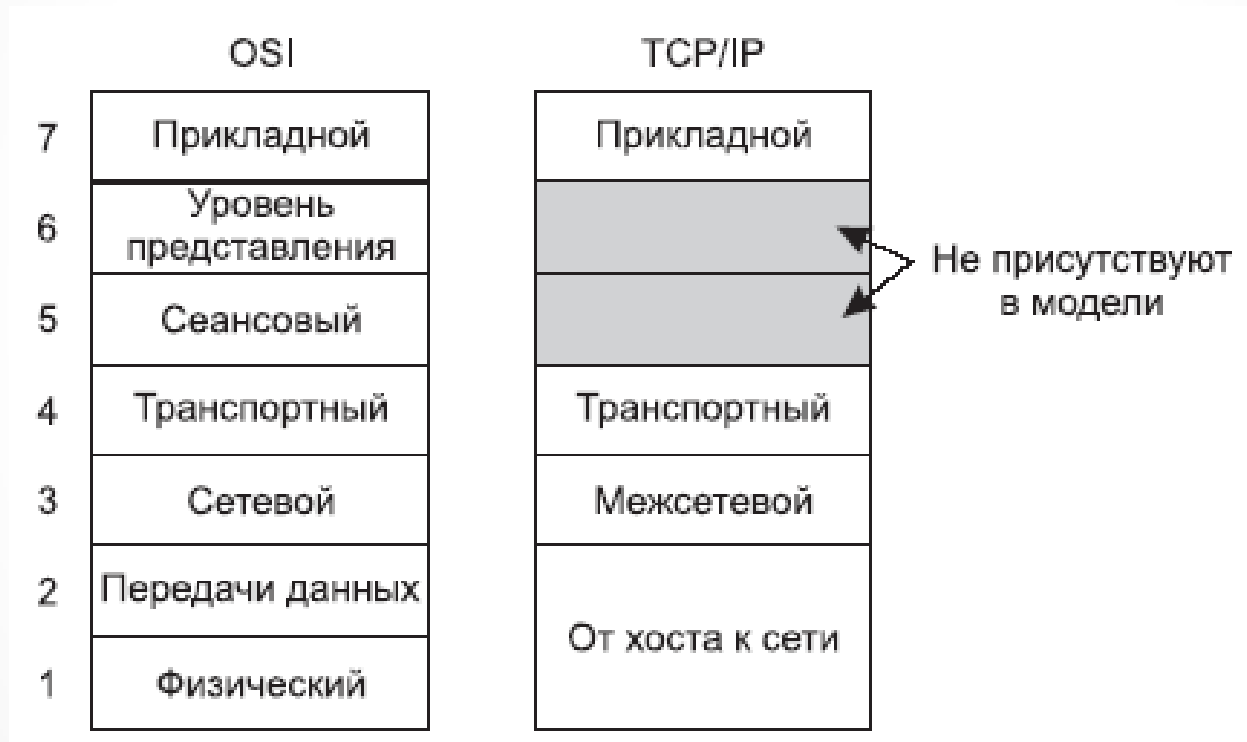 OSI
TCP/IP
7
Прикладной
Прикладной
6
Уровень
представления
Не присутствуют
в модели
5
Сеансовый
4
Транспортный
Транспортный
3
Сетевой
Межсетевой
2
Передачи данных
От хоста к сети
1
Физический